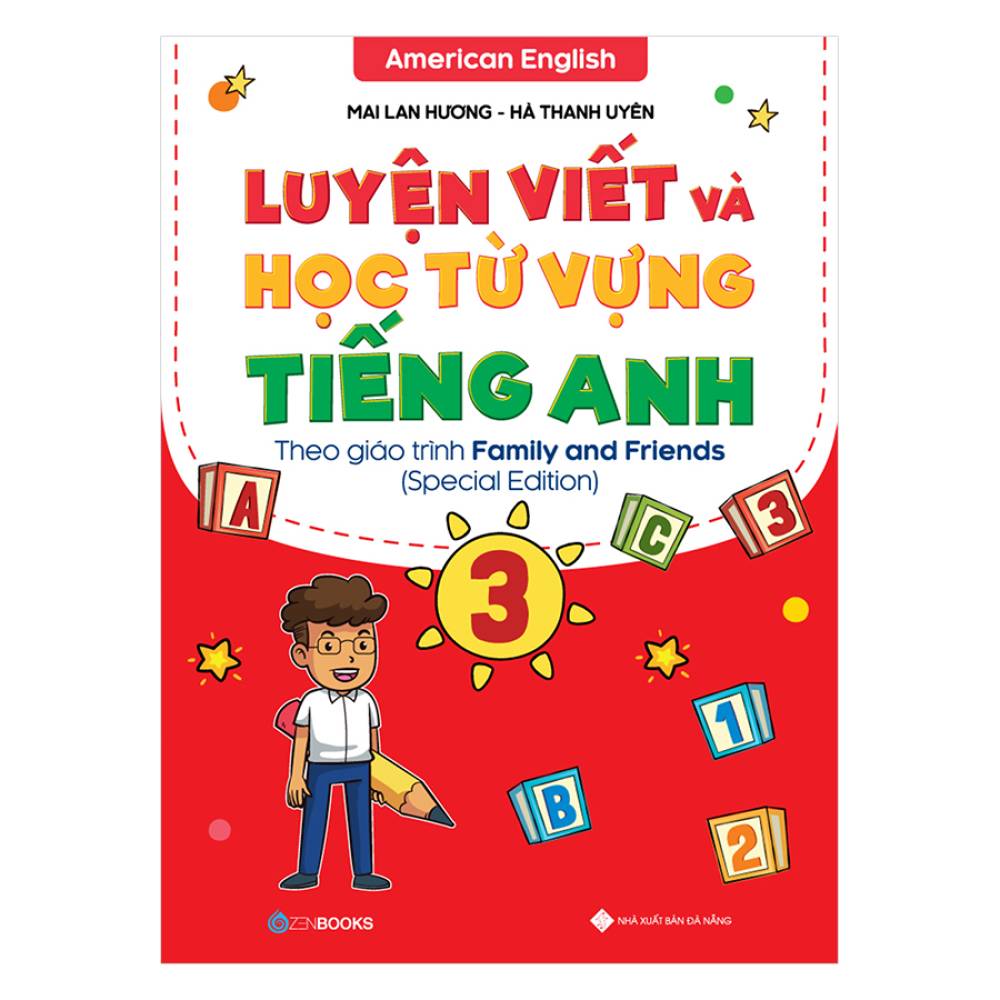 American English
MAI LAN HƯƠNG - HÀ THANH UYÊN
LUYỆN VIẾT VÀ
HỌC TỪ VỰNG
TIẾNG ANH
Theo giáo trình Family and Friends
(Special Edition)
A
C
3
3
1
B
2
ZENBOOKS
NHÀ XUẤT BẢN ĐÀ NẴNG